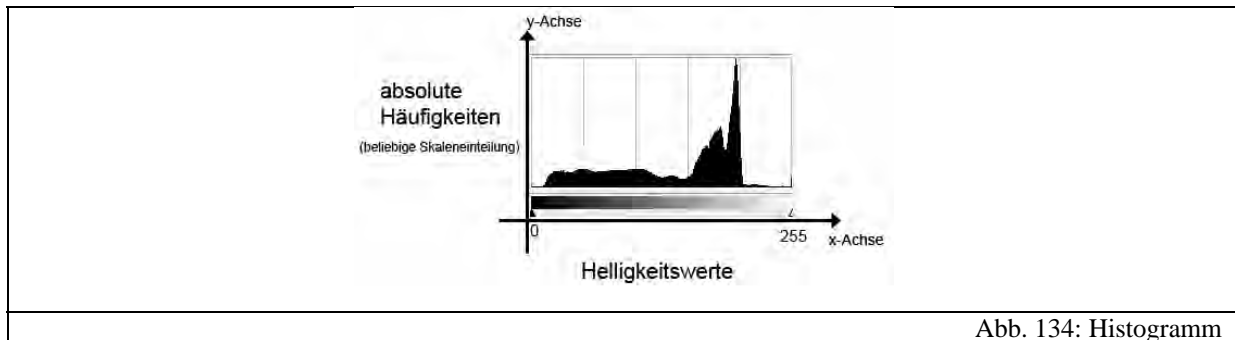 y-Achse
absolute
Häufigkeiten
(beliebige Skaleneinteilung)
0
255
x-Achse
Helligkeitswerte
Abb. 134: Histogramm